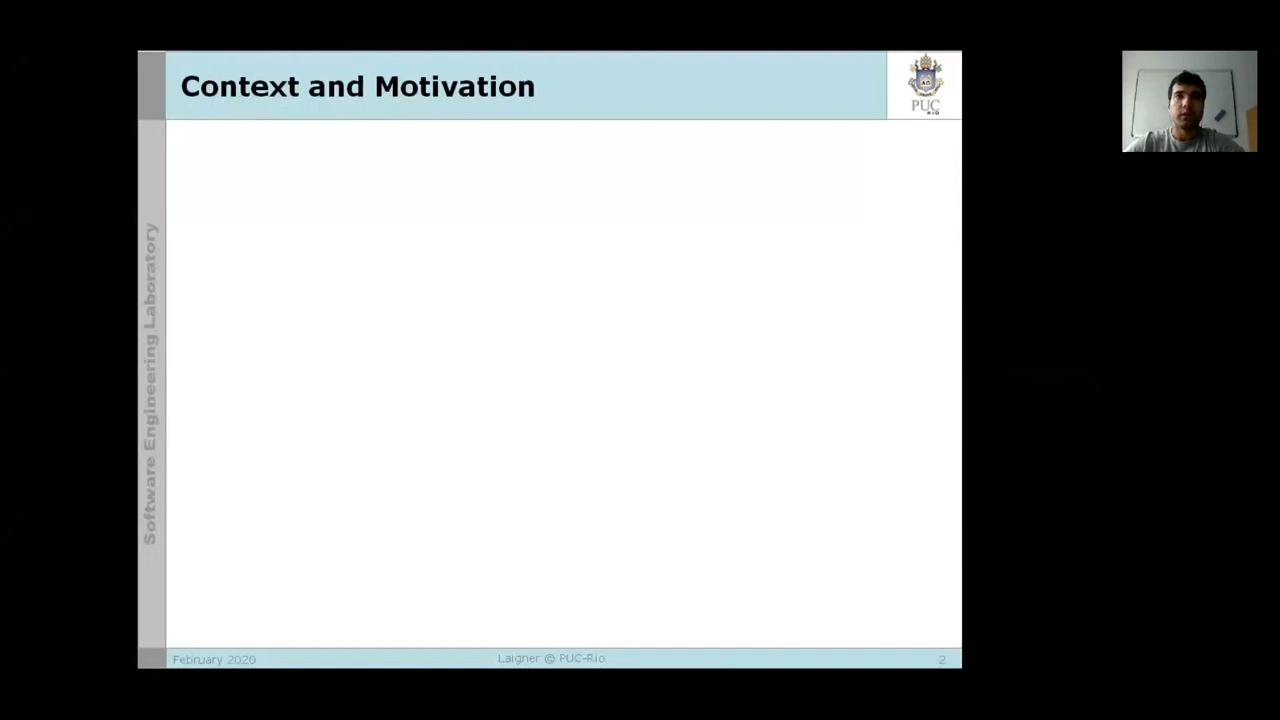 Context and Motivation
PUC
RIO
Software Engineering Laboratory
February 2020
Laigner @ PUC-Rio
2